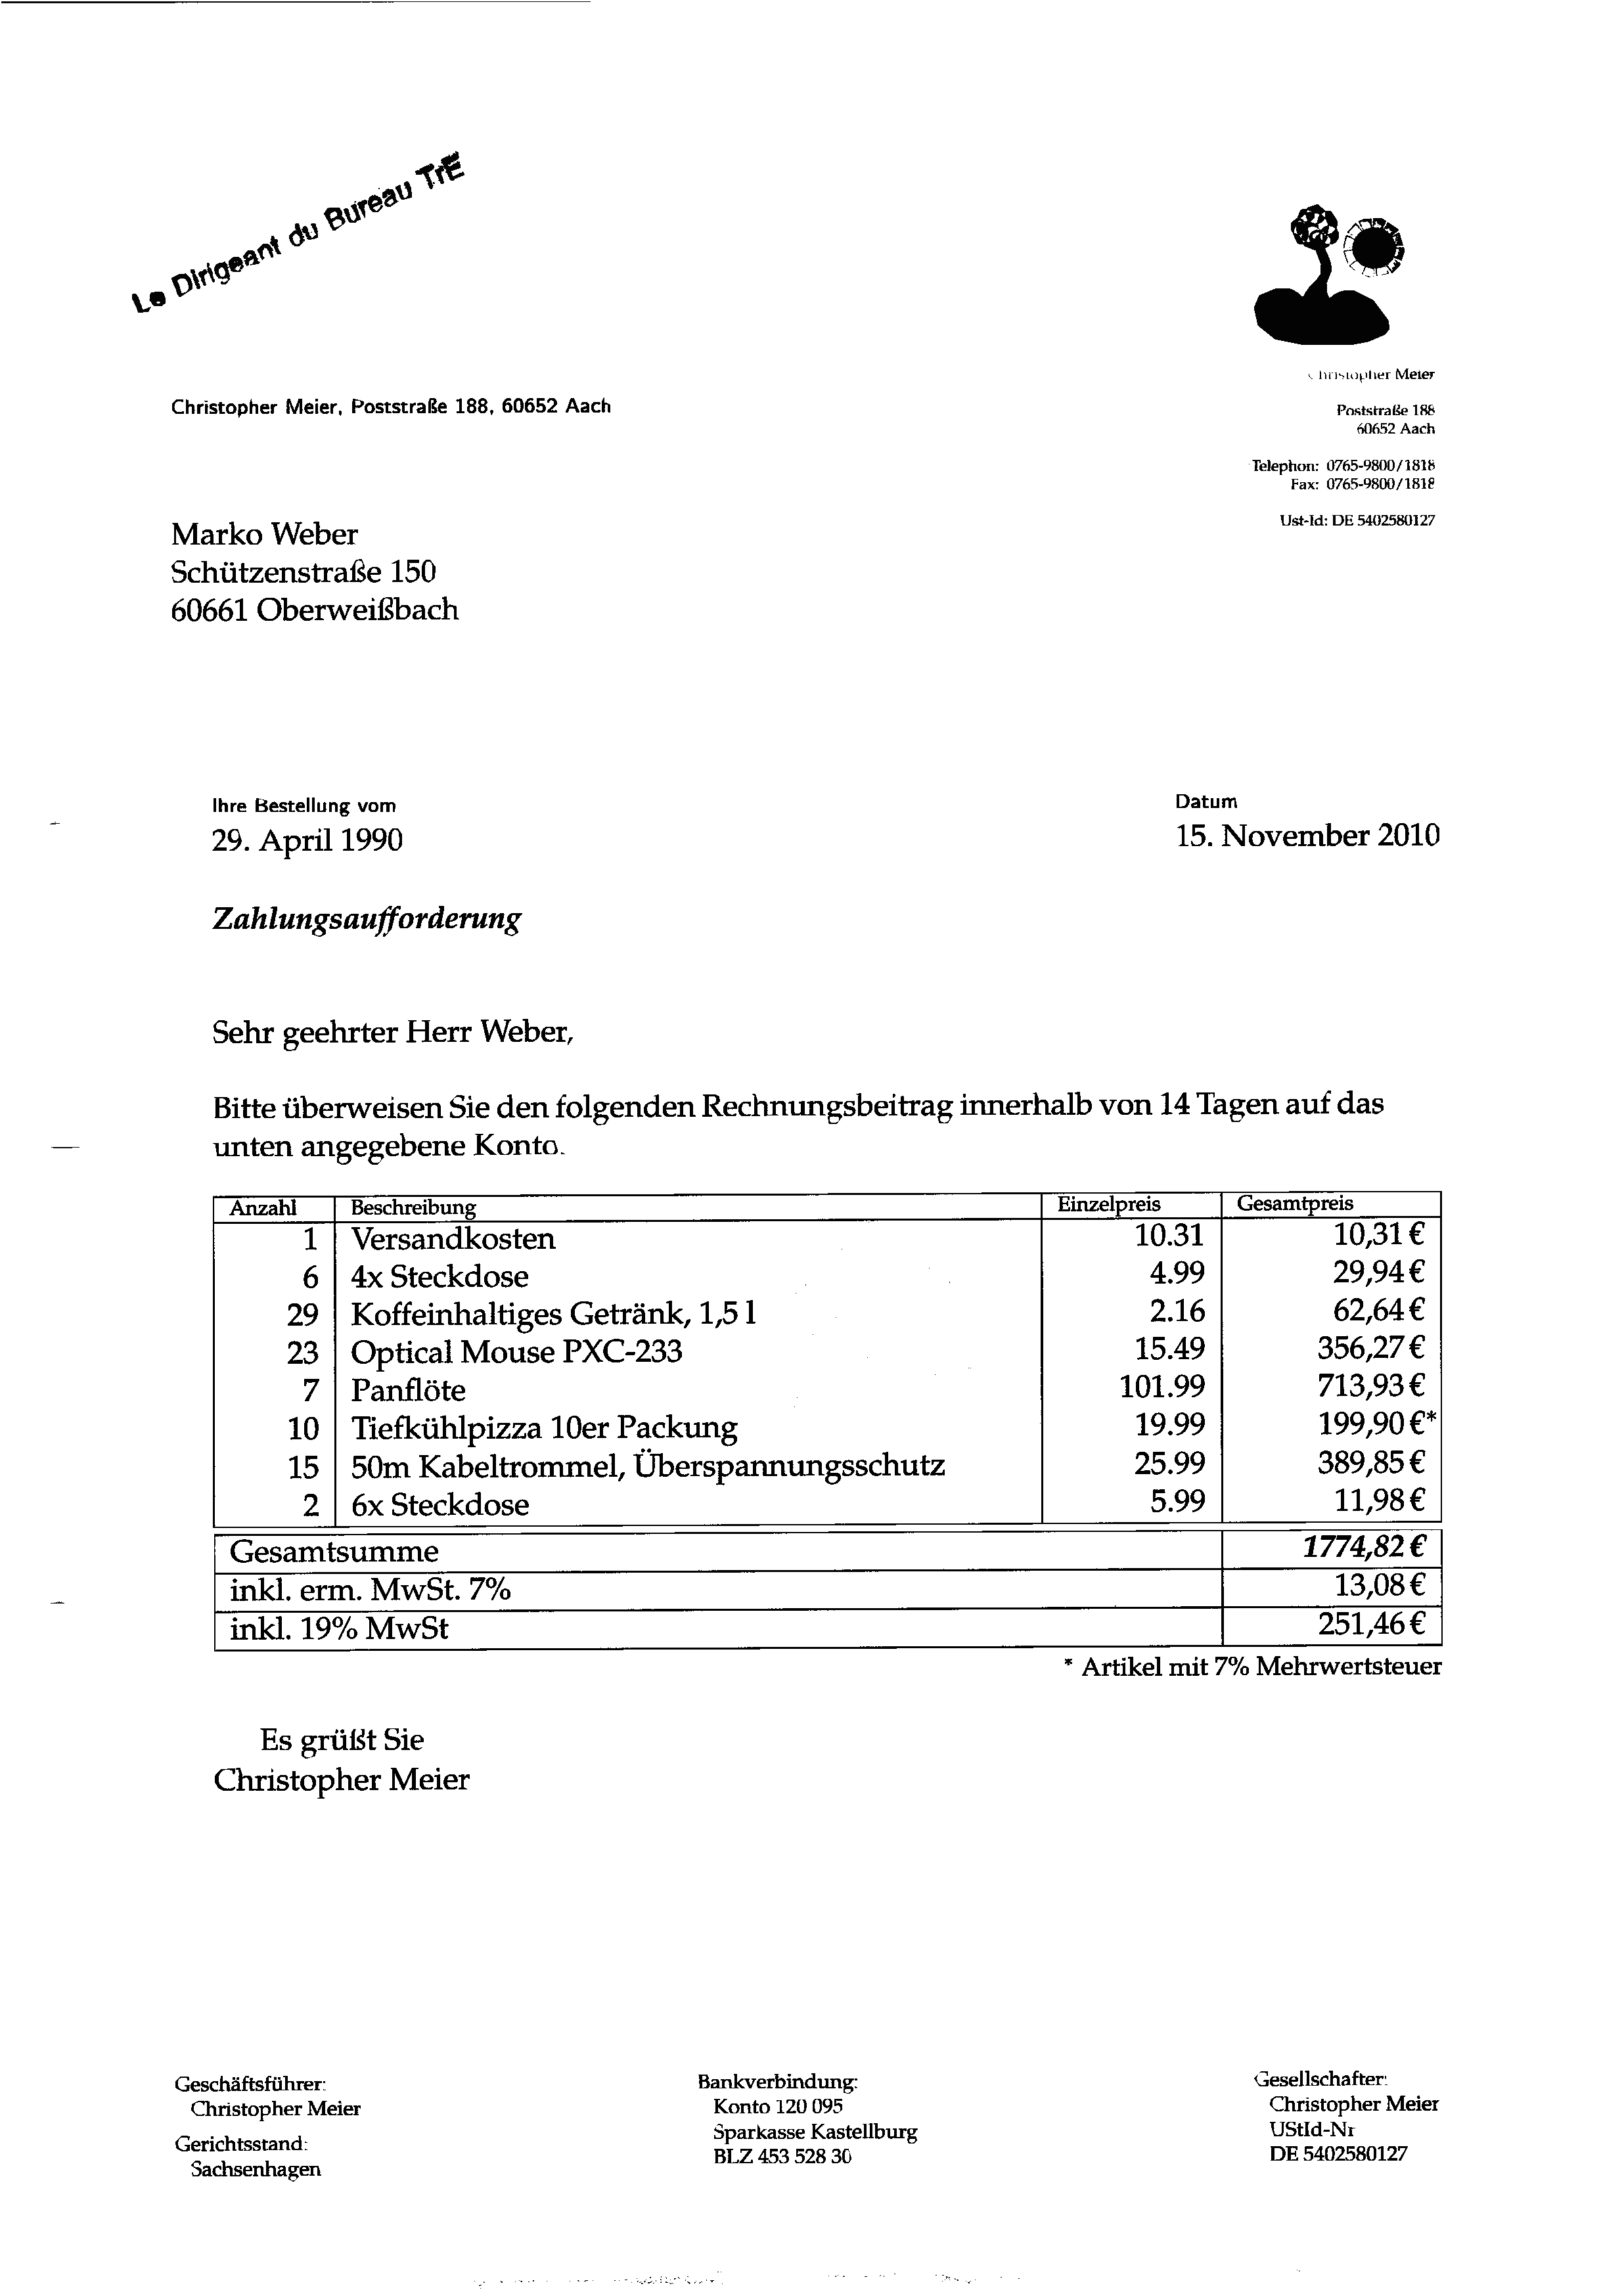 Le Dirigeant du Bureau TrE
Christopher Meier
Christopher Meier, Poststraße 188, 60652 Aach
Poststraße 188
60652 Aach
Telephon: 0765-9800/1818
Fax: 0765-9800/1818
Ust-Id: DE 5402580127
Marko Weber
Schützenstraße 150
60661 Oberweißbach
Ihre Bestellung vom
29. April 1990
Datum
15. November 2010
Zahlungsaufforderung
Sehr geehrter Herr Weber,
Bitte überweisen Sie den folgenden Rechnungsbeitrag innerhalb von 14 Tagen auf das
unten angegebene Konto.
Anzahl Beschreibung Einzelpreis Gesamtpreis
1 Versandkosten 10.31 10,31 €
6 4x Steckdose 4.99 29,94 €
29 Koffeinhaltiges Getränk, 1,5 l 2.16 62,64 €
23 Optical Mouse PXC-233 15.49 356,27 €
7 Panflöte 101.99 713,93 €
10 Tiefkühlpizza 10er Packung 19.99 199,90 €*
15 50m Kabeltrommel, Überspannungsschutz 25.99 389,85 €
2 6x Steckdose 5.99 11,98 €
Gesamtsumme 1774,82 €
inkl. erm. MwSt. 7% 13,08 €
inkl. 19% MwSt 251,46 €
* Artikel mit 7% Mehrwertsteuer
Es grüßt Sie
Christopher Meier
Geschäftsführer:
Christopher Meier
Gerichtsstand:
Sachsenhagen
Bankverbindung:
Konto 120 095
Sparkasse Kastellburg
BLZ 453 528 30
Gesellschafter:
Christopher Meier
UStId-Nr
DE 5402580127